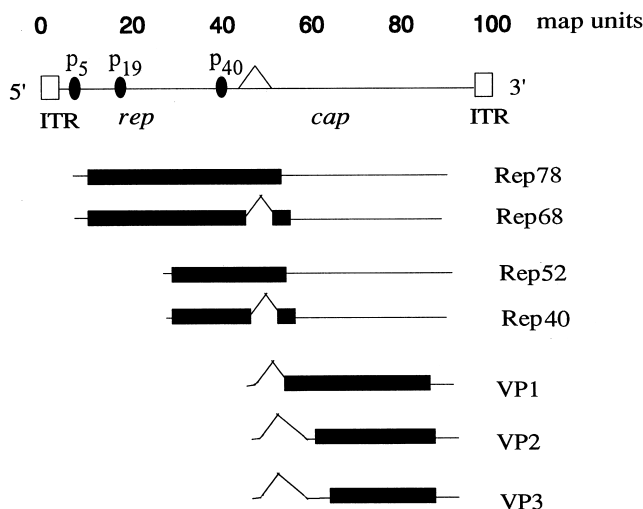 0 20 40 60 80 100 map units
p5 p19 p40
5' 3'
ITR rep cap ITR
Rep78
Rep68
Rep52
Rep40
VP1
VP2
VP3